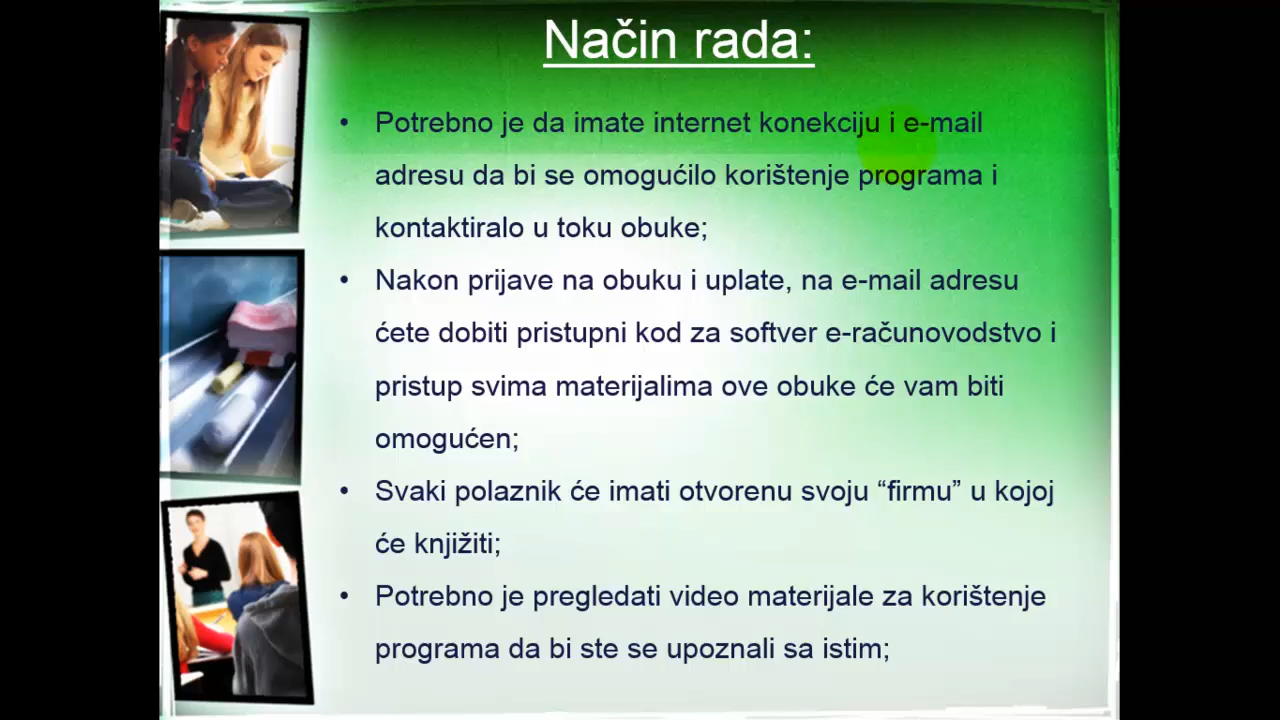 Način rada:
• Potrebno je da imate internet konekciju i e-mail
adresu da bi se omogućilo korištenje programa i
kontaktiralo u toku obuke;
• Nakon prijave na obuku i uplate, na e-mail adresu
ćete dobiti pristupni kod za softver e-računovodstvo i
pristup svima materijalima ove obuke će vam biti
omogućen;
• Svaki polaznik će imati otvorenu svoju “firmu” u kojoj
će knjižiti;
• Potrebno je pregledati video materijale za korištenje
programa da bi ste se upoznali sa istim;